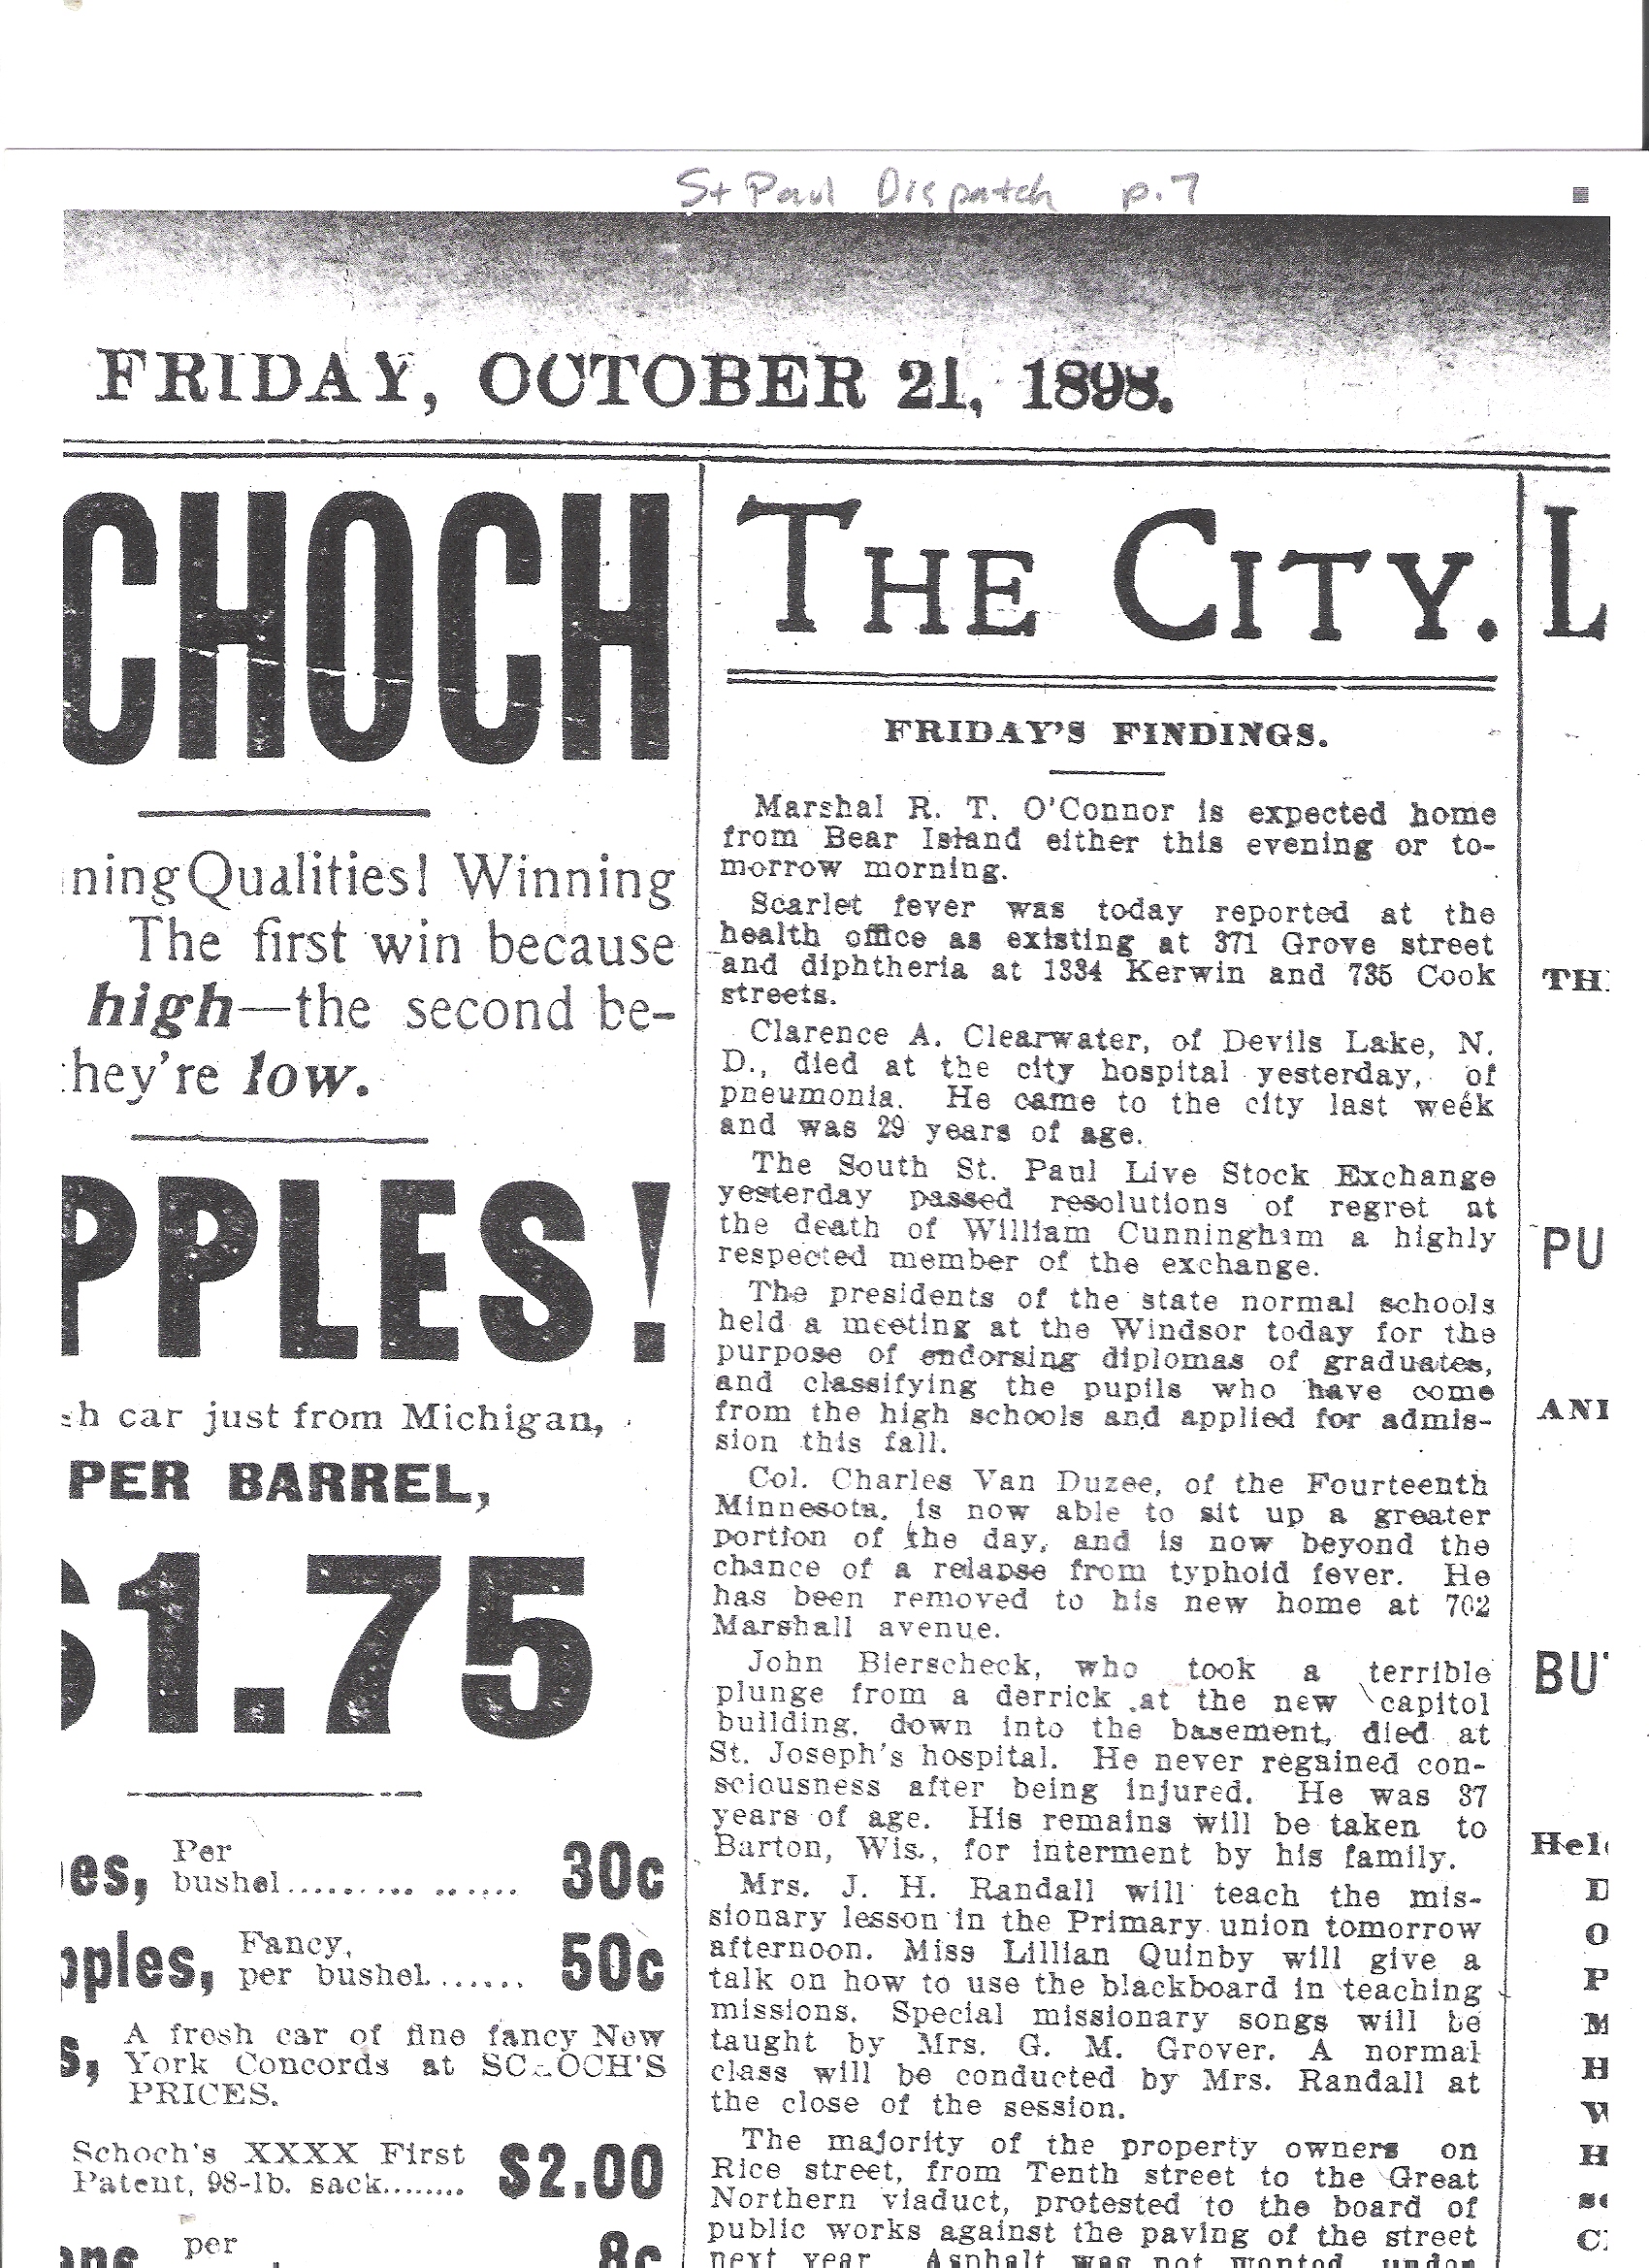 St Paul Dispatch p.7
FRIDAY, OCTOBER 21, 1898.
CHOCH
ning Qualities! Winning
The first win because
high—the second be-
hey're low.
PPLES!
sh car just from Michigan,
PER BARREL,
$1.75
es, Per
bushel.................. 30c
pples, Fancy,
per bushel....... 50c
s, A fresh car of fine fancy New
York Concords at SCHOCH'S
PRICES.
Schoch's XXXX First
Patent, 98-lb. sack........ $2.00
per
8c
THE CITY.
FRIDAY'S FINDINGS.
Marshal R. T. O'Connor is expected home
from Bear Island either this evening or to-
morrow morning.
Scarlet fever was today reported at the
health office as existing at 371 Grove street
and diphtheria at 1334 Kerwin and 735 Cook
streets.
Clarence A. Clearwater, of Devils Lake, N.
D., died at the city hospital yesterday, of
pneumonia. He came to the city last week
and was 29 years of age.
The South St. Paul Live Stock Exchange
yesterday passed resolutions of regret at
the death of William Cunningham a highly
respected member of the exchange.
The presidents of the state normal schools
held a meeting at the Windsor today for the
purpose of endorsing diplomas of graduates,
and classifying the pupils who have come
from the high schools and applied for admis-
sion this fall.
Col. Charles Van Duzee, of the Fourteenth
Minnesota, is now able to sit up a greater
portion of the day, and is now beyond the
chance of a relapse from typhoid fever. He
has been removed to his new home at 702
Marshall avenue.
John Bierscheck, who took a terrible
plunge from a derrick at the new capitol
building, down into the basement, died at
St. Joseph's hospital. He never regained con-
sciousness after being injured. He was 37
years of age. His remains will be taken to
Barton, Wis., for interment by his family.
Mrs. J. H. Randall will teach the mis-
sionary lesson in the Primary union tomorrow
afternoon. Miss Lillian Quinby will give a
talk on how to use the blackboard in teaching
missions. Special missionary songs will be
taught by Mrs. G. M. Grover. A normal
class will be conducted by Mrs. Randall at
the close of the session.
The majority of the property owners on
Rice street, from Tenth street to the Great
Northern viaduct, protested to the board of
public works against the paving of the street
next year. Asphalt was not wanted under
L
TH
PU
ANI
BU
Hel
D
O
P
M
H
W
H